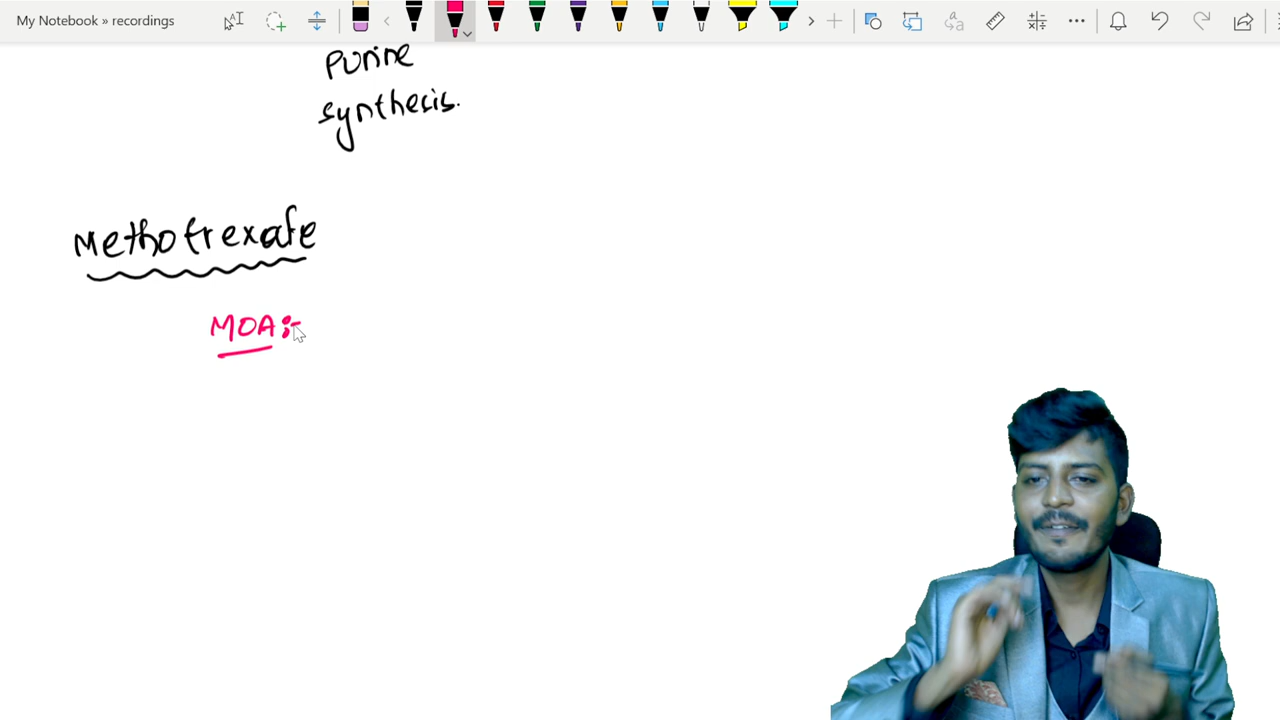 My Notebook » recordings
Purine
synthesis.
Methotrexate
MOA :-